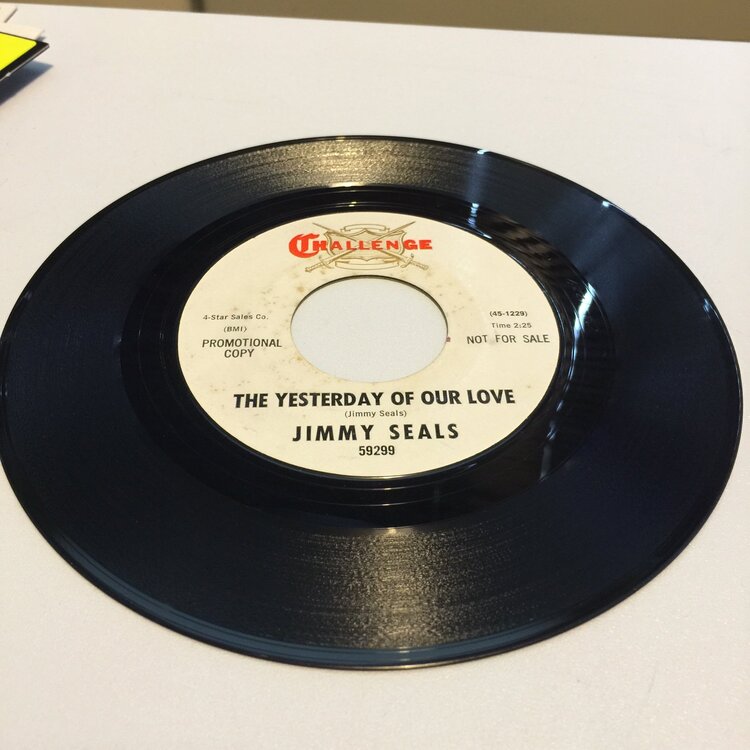 CHALLENGE
4-Star Sales Co.
(BMI)
PROMOTIONAL
COPY
(45-1229)
Time 2:25
NOT FOR SALE
THE YESTERDAY OF OUR LOVE
(Jimmy Seals)
JIMMY SEALS
59299